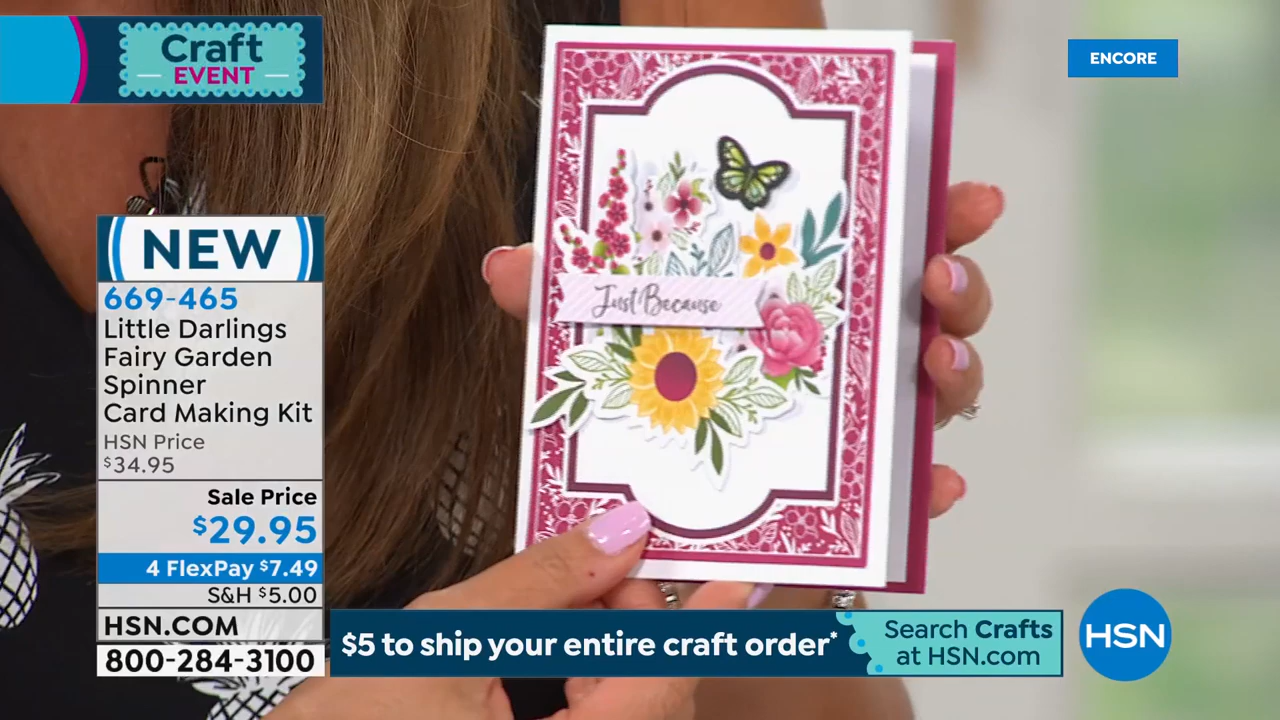 Craft
EVENT
ENCORE
NEW
669-465
Little Darlings
Fairy Garden
Spinner
Card Making Kit
HSN Price
$34.95
Sale Price
$29.95
4 FlexPay $7.49
S&H $5.00
HSN.COM
800-284-3100
Just Because
$5 to ship your entire craft order*
Search Crafts
at HSN.com
HSN